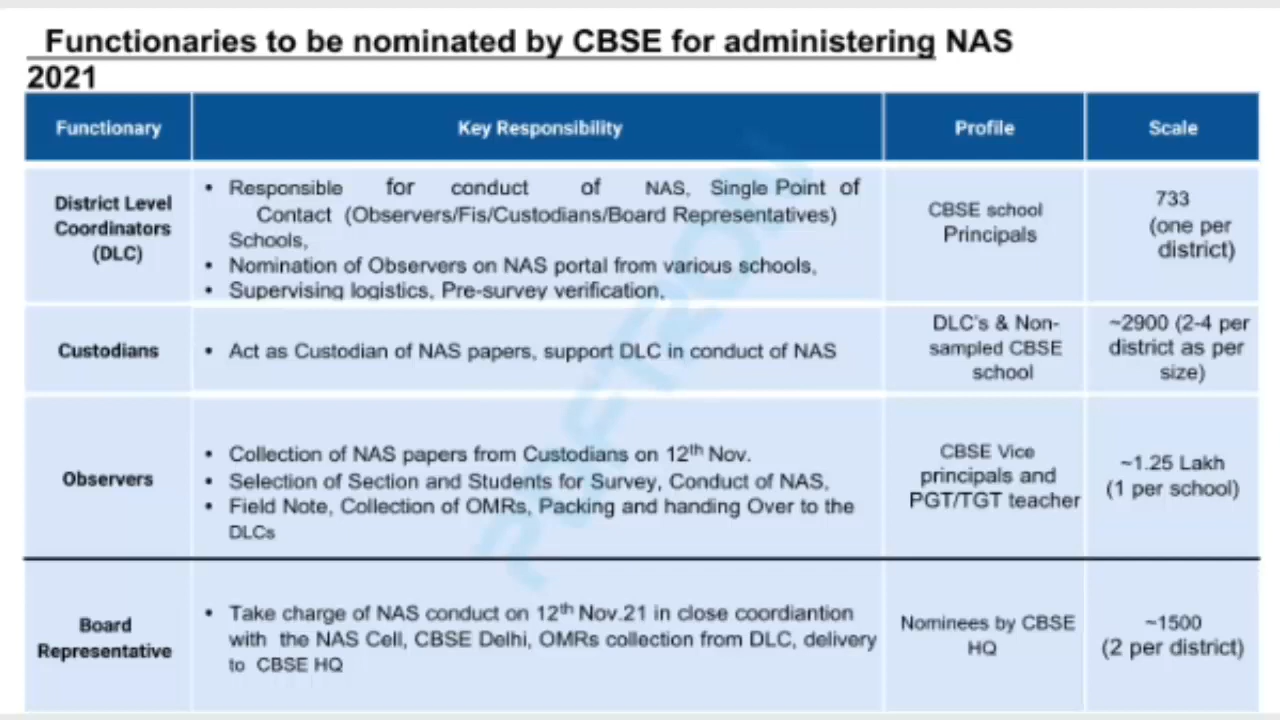 Functionaries to be nominated by CBSE for administering NAS
2021
Functionary
Key Responsibility
Profile
Scale
District Level
Coordinators
(DLC)
• Responsible for conduct of NAS, Single Point of
Contact (Observers/Fis/Custodians/Board Representatives)
Schools,
• Nomination of Observers on NAS portal from various schools,
• Supervising logistics, Pre-survey verification,
CBSE school
Principals
733
(one per
district)
Custodians
• Act as Custodian of NAS papers, support DLC in conduct of NAS
DLC's & Non-
sampled CBSE
school
~2900 (2-4 per
district as per
size)
Observers
• Collection of NAS papers from Custodians on 12th Nov.
• Selection of Section and Students for Survey, Conduct of NAS,
• Field Note, Collection of OMRs, Packing and handing Over to the
DLCs
CBSE Vice
principals and
PGT/TGT teacher
~1.25 Lakh
(1 per school)
Board
Representative
• Take charge of NAS conduct on 12th Nov.21 in close coordiantion
with the NAS Cell, CBSE Delhi, OMRs collection from DLC, delivery
to CBSE HQ
Nominees by CBSE
HQ
~1500
(2 per district)